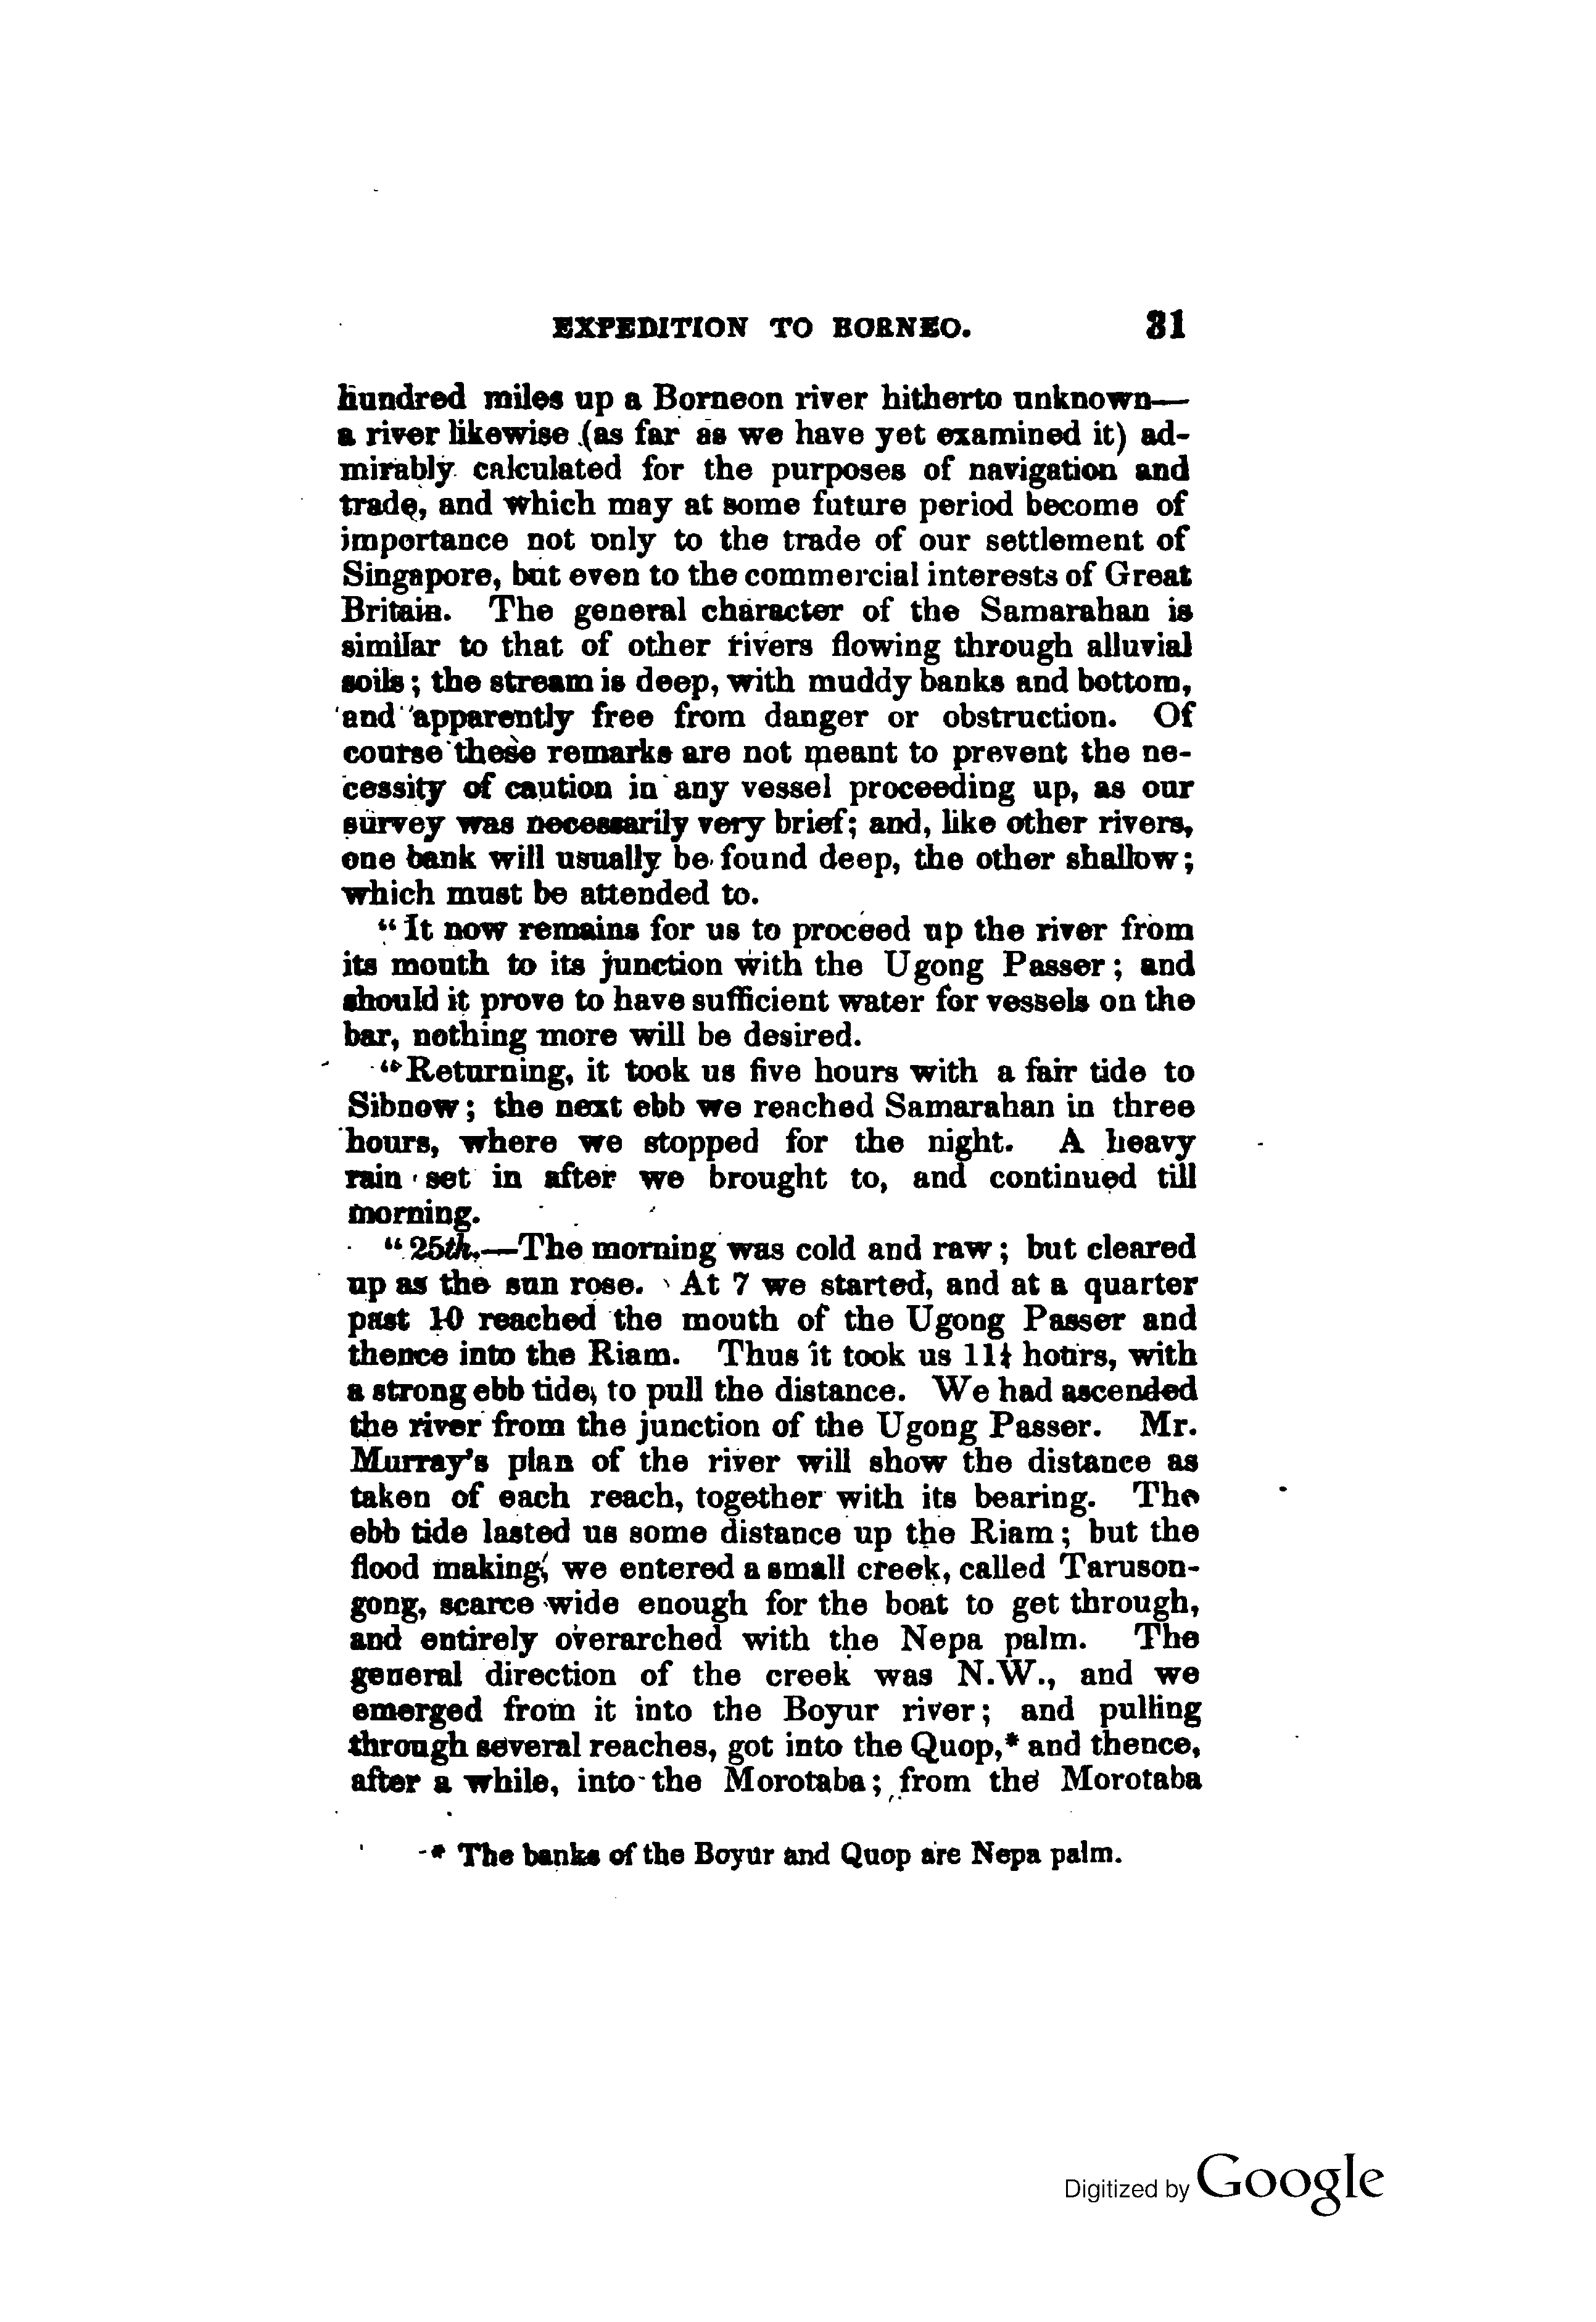 EXPEDITION TO BORNEO. 31
hundred miles up a Borneon river hitherto unknown—
a river likewise (as far as we have yet examined it) ad-
mirably calculated for the purposes of navigation and
trade, and which may at some future period become of
importance not only to the trade of our settlement of
Singapore, but even to the commercial interests of Great
Britain. The general character of the Samarahan is
similar to that of other rivers flowing through alluvial
soils; the stream is deep, with muddy banks and bottom,
and apparently free from danger or obstruction. Of
course these remarks are not meant to prevent the ne-
cessity of caution in any vessel proceeding up, as our
survey was necessarily very brief; and, like other rivers,
one bank will usually be found deep, the other shallow;
which must be attended to.
"It now remains for us to proceed up the river from
its mouth to its junction with the Ugong Passer; and
should it prove to have sufficient water for vessels on the
bar, nothing more will be desired.
"Returning, it took us five hours with a fair tide to
Sibnow; the next ebb we reached Samarahan in three
hours, where we stopped for the night. A heavy
rain set in after we brought to, and continued till
morning.
"25th.—The morning was cold and raw; but cleared
up as the sun rose. At 7 we started, and at a quarter
past 10 reached the mouth of the Ugong Passer and
thence into the Riam. Thus it took us hours, with
a strong ebb tide, to pull the distance. We had ascended
the river from the junction of the Ugong Passer. Mr.
Murray's plan of the river will show the distance as
taken of each reach, together with its bearing. The
ebb tide lasted us some distance up the Riam; but the
flood making, we entered a small creek, called Taruson-
gong, scarce wide enough for the boat to get through,
and entirely overarched with the Nepa palm. The
general direction of the creek was N.W., and we
emerged from it into the Boyur river; and pulling
through several reaches, got into the Quop,* and thence,
after a while, into the Morotaba; from the Morotaba
* The banks of the Boyur and Quop are Nepa palm.
Digitized by Google